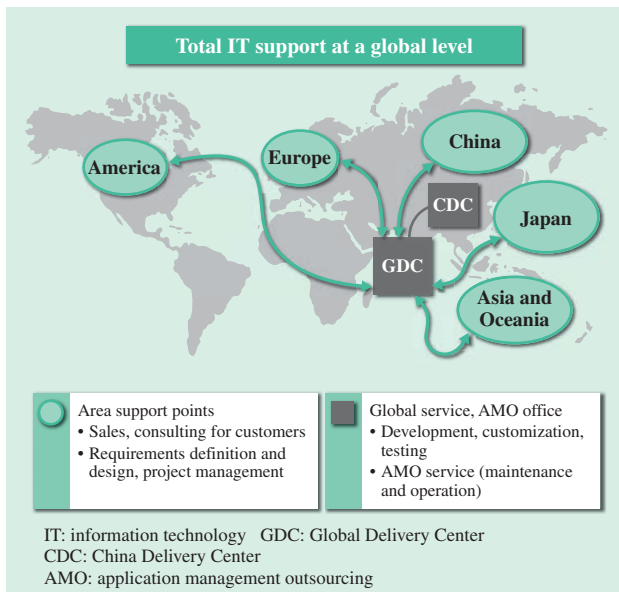 Total IT support at a global level
America
Europe
China
CDC
Japan
GDC
Asia and
Oceania
Area support points
• Sales, consulting for customers
• Requirements definition and
design, project management
Global service, AMO office
• Development, customization,
testing
• AMO service (maintenance
and operation)
IT: information technology GDC: Global Delivery Center
CDC: China Delivery Center
AMO: application management outsourcing